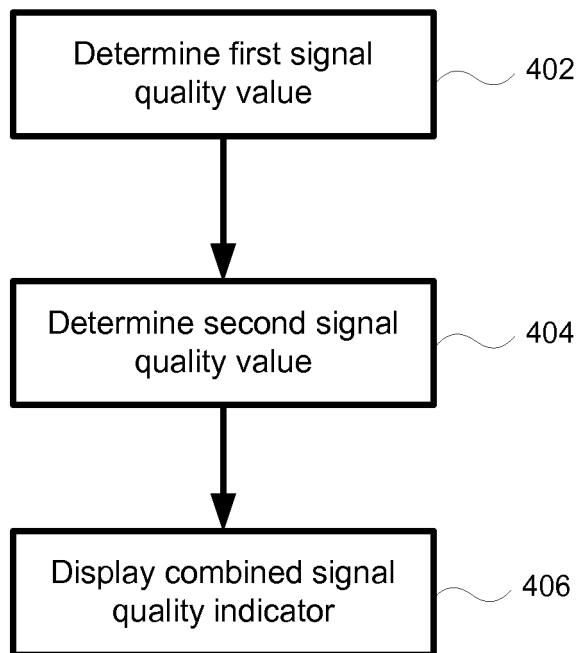 Determine first signal
quality value
402
Determine second signal
quality value
404
Display combined signal
quality indicator
406